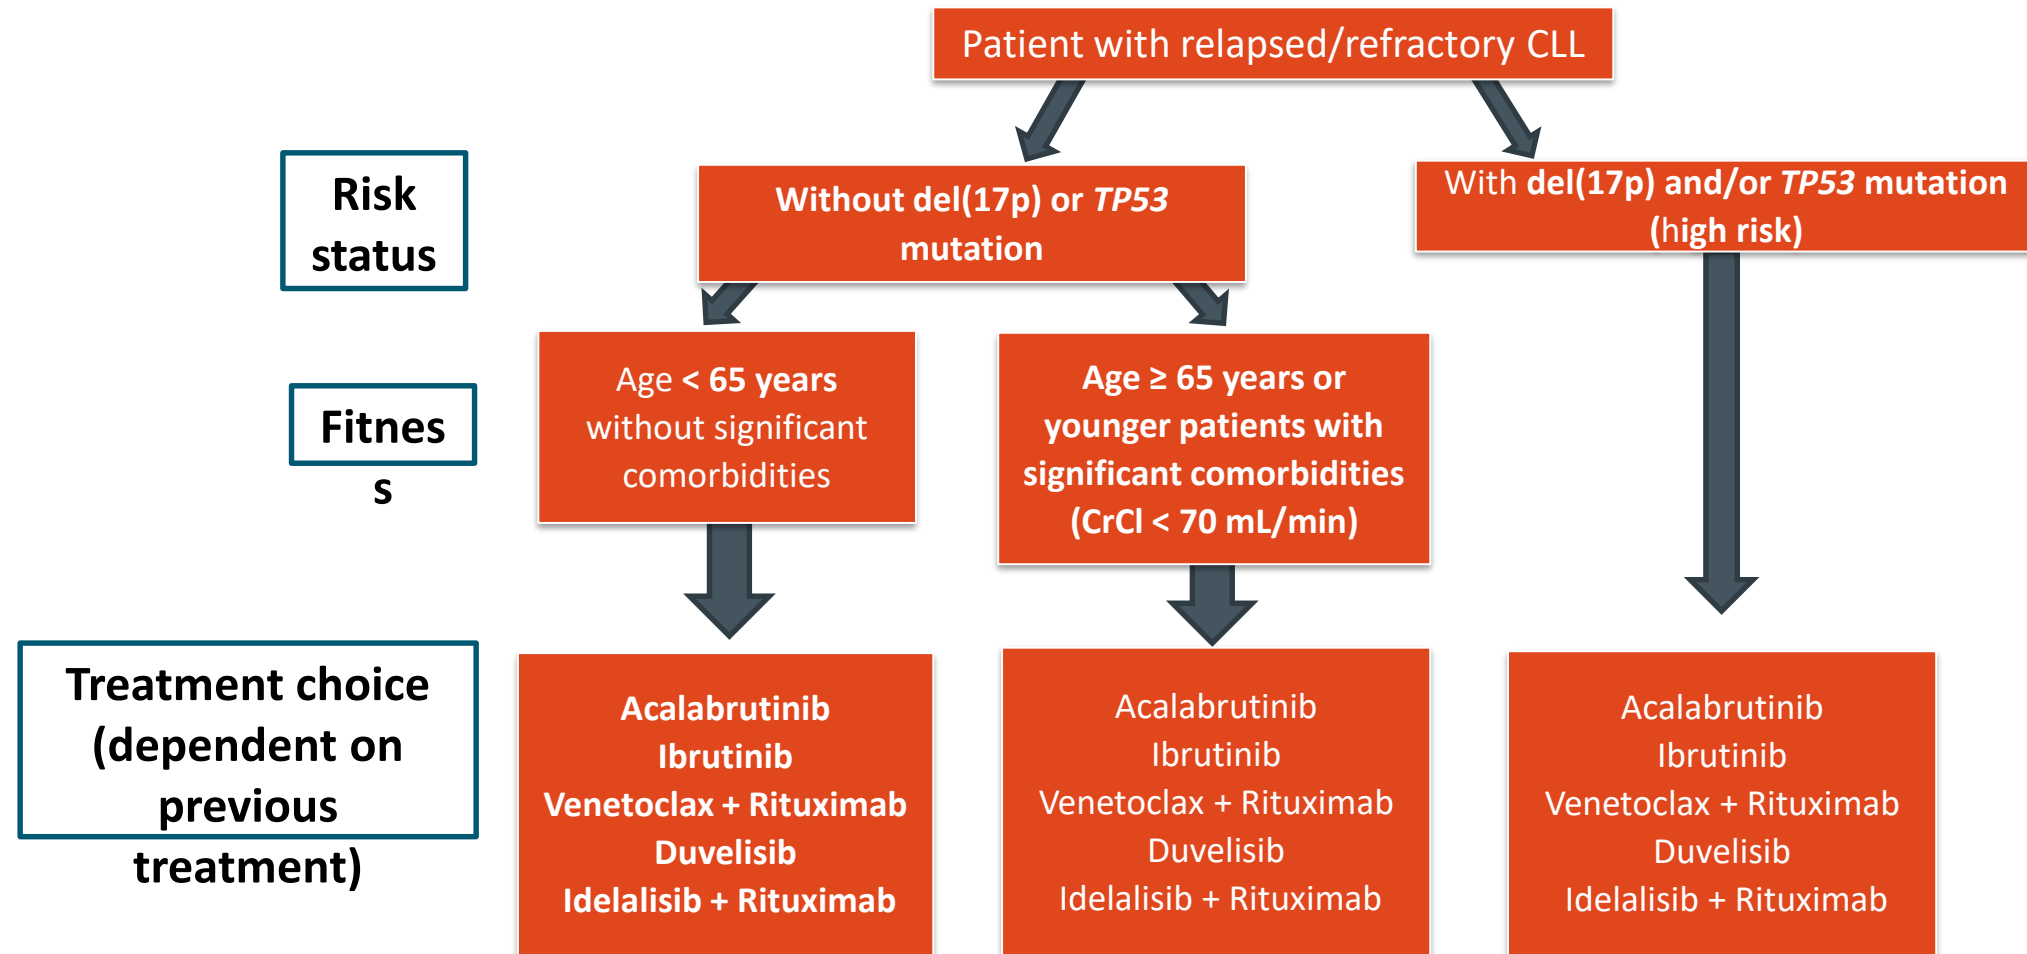 Patient with relapsed/refractory CLL
Risk
status
Without del(17p) or TP53
mutation
With del(17p) and/or TP53 mutation
(high risk)
Fitnes
s
Age < 65 years
without significant
comorbidities
Age ≥ 65 years or
younger patients with
significant comorbidities
(CrCl < 70 mL/min)
Treatment choice
(dependent on
previous
treatment)
Acalabrutinib
Ibrutinib
Venetoclax + Rituximab
Duvelisib
Idelalisib + Rituximab
Acalabrutinib
Ibrutinib
Venetoclax + Rituximab
Duvelisib
Idelalisib + Rituximab
Acalabrutinib
Ibrutinib
Venetoclax + Rituximab
Duvelisib
Idelalisib + Rituximab